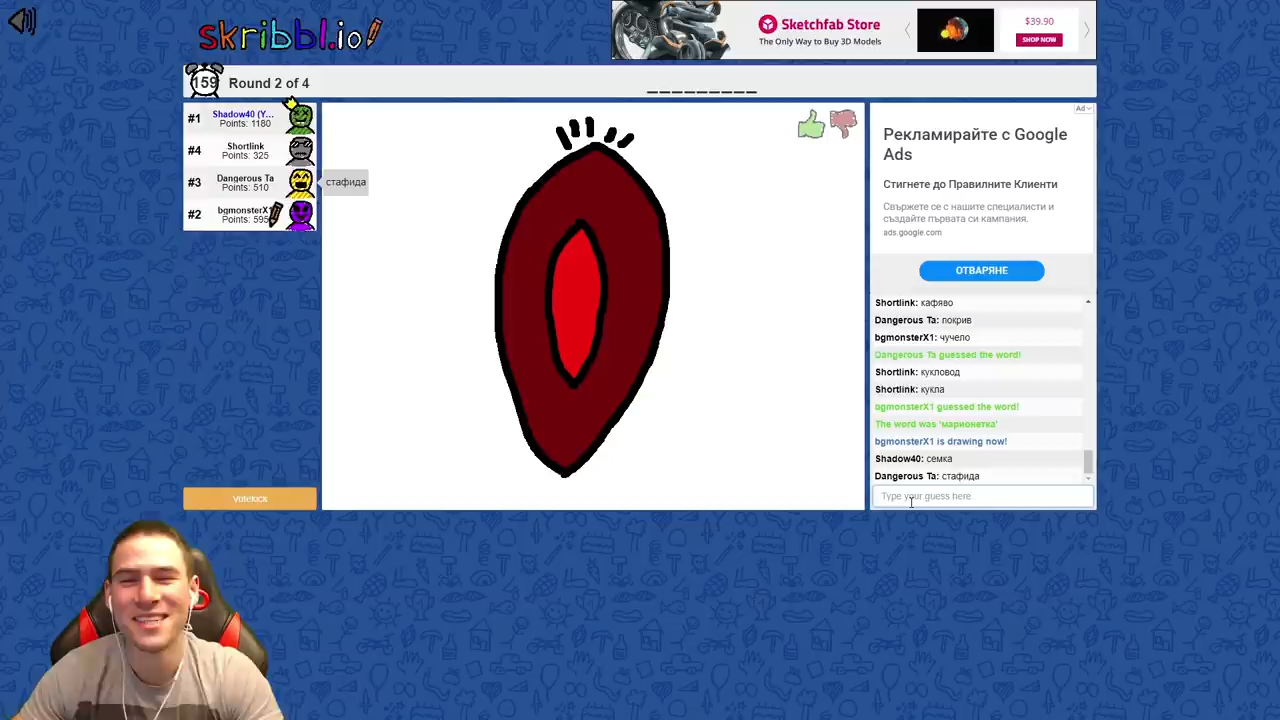 skribbl.io
Sketchfab Store
The Only Way to Buy 3D Models
$39.90
SHOP NOW
159
Round 2 of 4
_________
#1
Shadow40 (Y...
Points: 1180
#4
Shortlink
Points: 325
#3
Dangerous Ta
Points: 510
стафида
#2
bgmonsterX1
Points: 595
Votekick
Ad
Рекламирайте с Google
Ads
Стигнете до Правилните Клиенти
Свържете се с нашите специалисти и
създайте първата си кампания.
ads.google.com
ОТВАРЯНЕ
Shortlink: кафяво
Dangerous Ta: покрив
bgmonsterX1: чучело
Dangerous Ta guessed the word!
Shortlink: кукловод
Shortlink: кукла
bgmonsterX1 guessed the word!
The word was 'марионетка'
bgmonsterX1 is drawing now!
Shadow40: семка
Dangerous Ta: стафида
Type your guess here